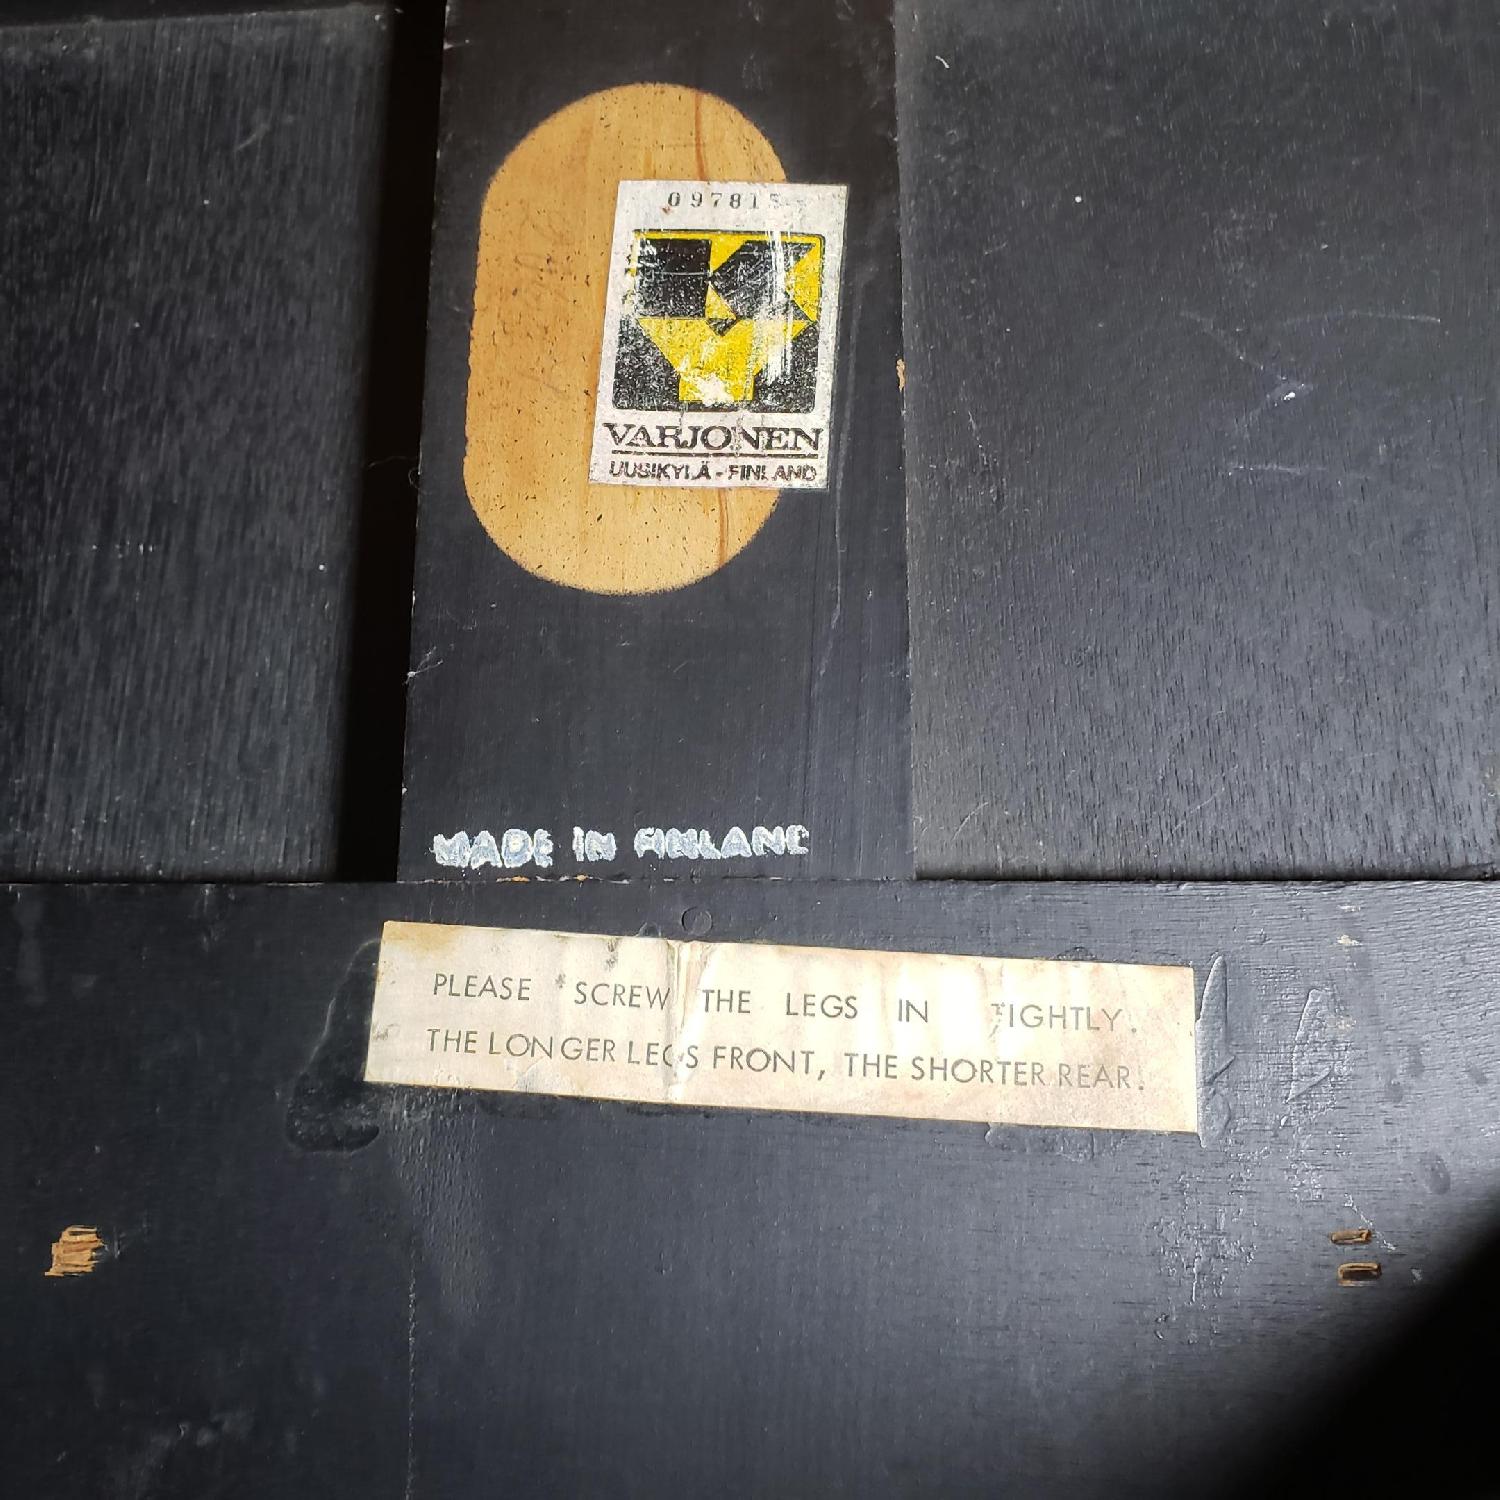 097815
VARJONEN
UUSIKYLÄ - FINLAND
MADE IN FINLAND
PLEASE SCREW THE LEGS IN TIGHTLY.
THE LONGER LEGS FRONT, THE SHORTER REAR.